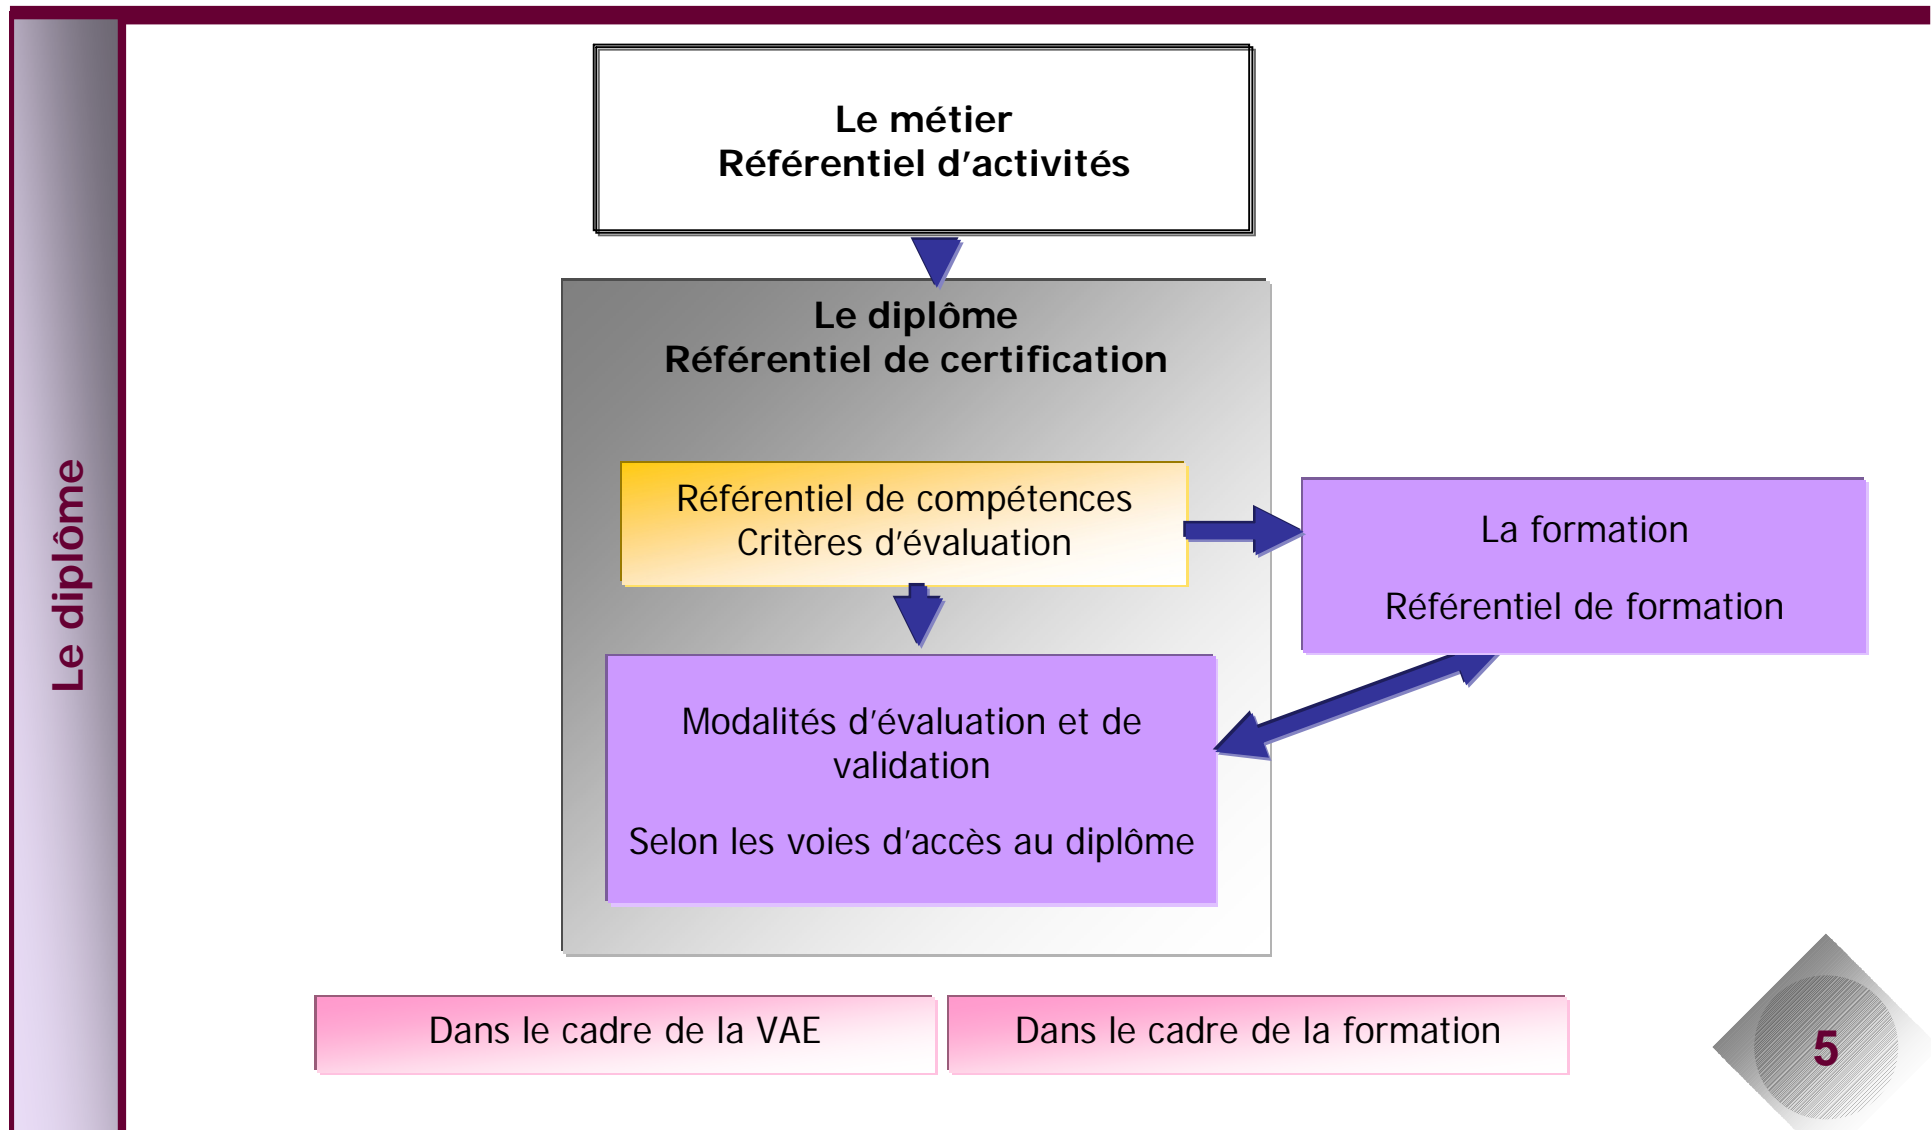 Le diplôme
Le métier
Référentiel d’activités
Le diplôme
Référentiel de certification
Référentiel de compétences
Critères d’évaluation
La formation
Référentiel de formation
Modalités d’évaluation et de
validation
Selon les voies d’accès au diplôme
Dans le cadre de la VAE
Dans le cadre de la formation
5